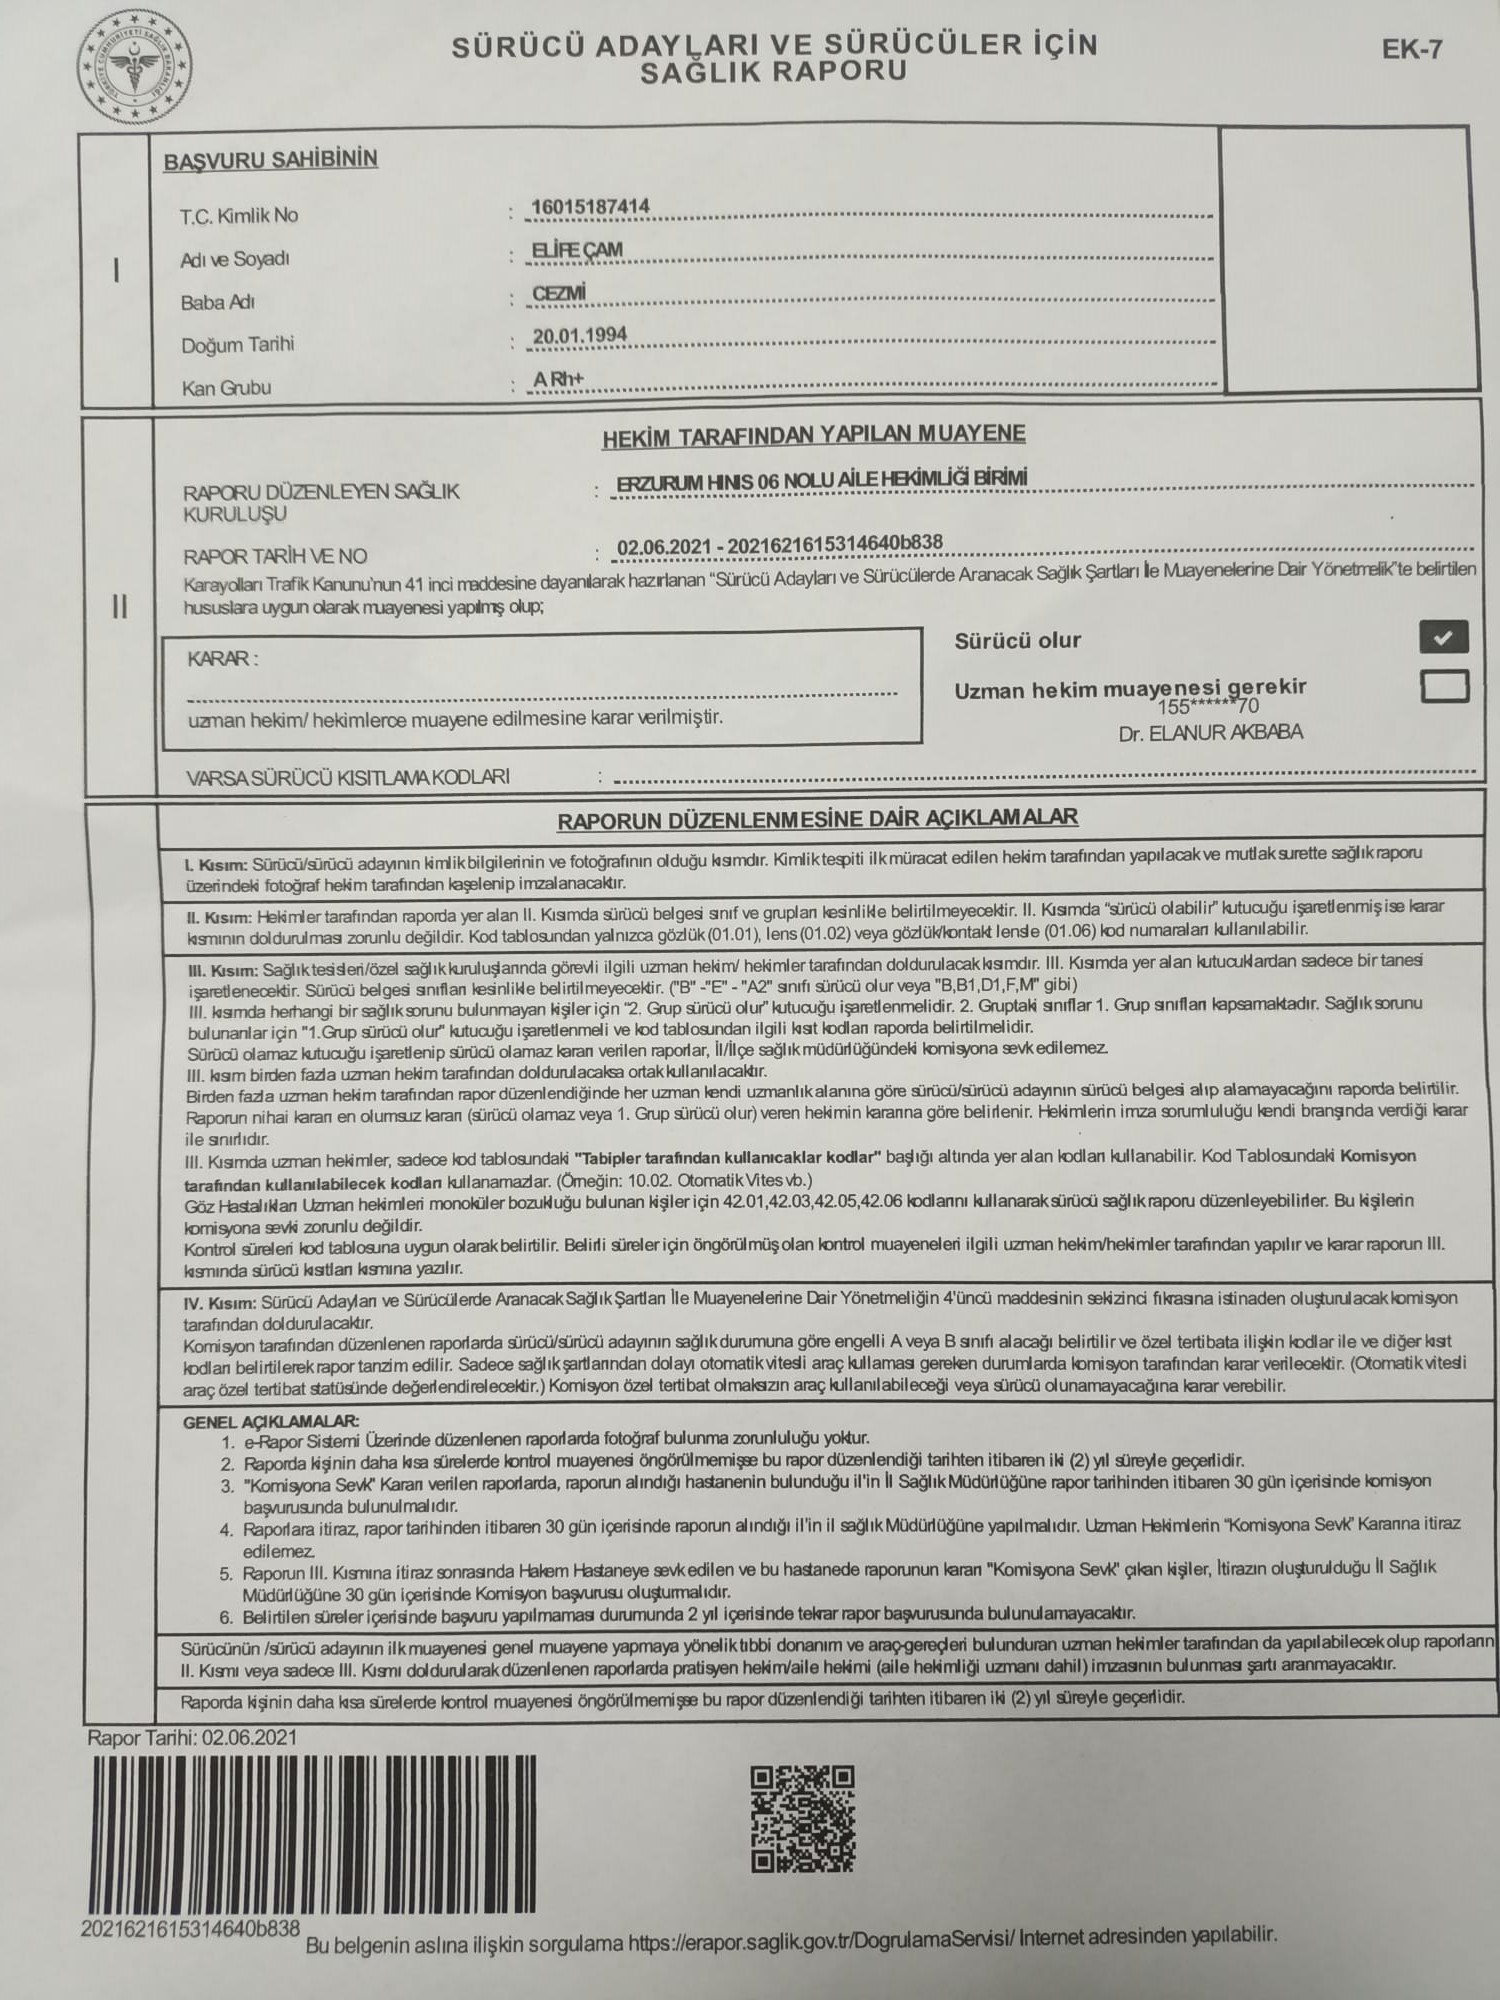 SÜRÜCÜ ADAYLARI VE SÜRÜCÜLER İÇİN
SAĞLIK RAPORU
EK-7
I
BAŞVURU SAHİBİNİN
T.C. Kimlik No : 16015187414
Adı ve Soyadı : ELİFE ÇAM
Baba Adı : CEZMİ
Doğum Tarihi : 20.01.1994
Kan Grubu : A Rh+
II
HEKİM TARAFINDAN YAPILAN MUAYENE
RAPORU DÜZENLEYEN SAĞLIK : ERZURUM HINIS 06 NOLU AİLE HEKİMLİĞİ BİRİMİ
KURULUŞU
RAPOR TARİH VE NO : 02.06.2021 - 2021621615314640b838
Karayolları Trafik Kanunu'nun 41 inci maddesine dayanılarak hazırlanan “Sürücü Adayları ve Sürücülerde Aranacak Sağlık Şartları İle Muayenelerine Dair Yönetmelik”te belirtilen
hususlara uygun olarak muayenesi yapılmış olup;
KARAR :
uzman hekim/ hekimlerce muayene edilmesine karar verilmiştir.
Sürücü olur
Uzman hekim muayenesi gerekir
155******70
Dr. ELANUR AKBABA
VARSA SÜRÜCÜ KISITLAMA KODLARI :
RAPORUN DÜZENLENMESİNE DAİR AÇIKLAMALAR
I. Kısım: Sürücü/sürücü adayının kimlik bilgilerinin ve fotoğrafının olduğu kısımdır. Kimlik tespiti ilk müracat edilen hekim tarafından yapılacak ve mutlak surette sağlık raporu
üzerindeki fotoğraf hekim tarafından kaşelenip imzalanacaktır.
II. Kısım: Hekimler tarafından raporda yer alan II. Kısımda sürücü belgesi sınıf ve grupları kesinlikle belirtilmeyecektir. II. Kısımda “sürücü olabilir” kutucuğu işaretlenmiş ise karar
kısmının doldurulması zorunlu değildir. Kod tablosundan yalnızca gözlük (01.01), lens (01.02) veya gözlük/kontakt lensle (01.06) kod numaraları kullanılabilir.
III. Kısım: Sağlık tesisleri/özel sağlık kuruluşlarında görevli ilgili uzman hekim/ hekimler tarafından doldurulacak kısımdır. III. Kısımda yer alan kutucuklardan sadece bir tanesi
işaretlenecektir. Sürücü belgesi sınıfları kesinlikle belirtilmeyecektir. ("B" -"E" - "A2" sınıfı sürücü olur veya "B,B1,D1,F,M" gibi)
III. kısımda herhangi bir sağlık sorunu bulunmayan kişiler için "2. Grup sürücü olur" kutucuğu işaretlenmelidir. 2. Gruptaki sınıflar 1. Grup sınıfları kapsamaktadır. Sağlık sorunu
bulunanlar için "1.Grup sürücü olur" kutucuğu işaretlenmeli ve kod tablosundan ilgili kısıt kodları raporda belirtilmelidir.
Sürücü olamaz kutucuğu işaretlenip sürücü olamaz kararı verilen raporlar, İl/İlçe sağlık müdürlüğündeki komisyona sevk edilemez.
III. kısım birden fazla uzman hekim tarafından doldurulacaksa ortak kullanılacaktır.
Birden fazla uzman hekim tarafından rapor düzenlendiğinde her uzman kendi uzmanlık alanına göre sürücü/sürücü adayının sürücü belgesi alıp alamayacağını raporda belirtilir.
Raporun nihai kararı en olumsuz kararı (sürücü olamaz veya 1. Grup sürücü olur) veren hekimin kararına göre belirlenir. Hekimlerin imza sorumluluğu kendi branşında verdiği karar
ile sınırlıdır.
III. Kısımda uzman hekimler, sadece kod tablosundaki "Tabipler tarafından kullanıcaklar kodlar" başlığı altında yer alan kodları kullanabilir. Kod Tablosundaki Komisyon
tarafından kullanılabilecek kodları kullanamazlar. (Örneğin: 10.02. Otomatik Vites vb.)
Göz Hastalıkları Uzman hekimleri monoküler bozukluğu bulunan kişiler için 42.01,42.03,42.05,42.06 kodlarını kullanarak sürücü sağlık raporu düzenleyebilirler. Bu kişilerin
komisyona sevki zorunlu değildir.
Kontrol süreleri kod tablosuna uygun olarak belirtilir. Belirli süreler için öngörülmüş olan kontrol muayeneleri ilgili uzman hekim/hekimler tarafından yapılır ve karar raporun III.
kısmında sürücü kısıtları kısmına yazılır.
IV. Kısım: Sürücü Adayları ve Sürücülerde Aranacak Sağlık Şartları İle Muayenelerine Dair Yönetmeliğin 4'üncü maddesinin sekizinci fıkrasına istinaden oluşturulacak komisyon
tarafından doldurulacaktır.
Komisyon tarafından düzenlenen raporlarda sürücü/sürücü adayının sağlık durumuna göre engelli A veya B sınıfı alacağı belirtilir ve özel tertibata ilişkin kodlar ile ve diğer kısıt
kodları belirtilerek rapor tanzim edilir. Sadece sağlık şartlarından dolayı otomatik vitesli araç kullaması gereken durumlarda komisyon tarafından karar verilecektir. (Otomatik vitesli
araç özel tertibat statüsünde değerlendirelecektir.) Komisyon özel tertibat olmaksızın araç kullanılabileceği veya sürücü olunamayacağına karar verebilir.
GENEL AÇIKLAMALAR:
1. e-Rapor Sistemi Üzerinde düzenlenen raporlarda fotoğraf bulunma zorunluluğu yoktur.
2. Raporda kişinin daha kısa sürelerde kontrol muayenesi öngörülmemişse bu rapor düzenlendiği tarihten itibaren iki (2) yıl süreyle geçerlidir.
3. "Komisyona Sevk" Kararı verilen raporlarda, raporun alındığı hastanenin bulunduğu il'in İl Sağlık Müdürlüğüne rapor tarihinden itibaren 30 gün içerisinde komisyon
başvurusunda bulunulmalıdır.
4. Raporlara itiraz, rapor tarihinden itibaren 30 gün içerisinde raporun alındığı il'in il sağlık Müdürlüğüne yapılmalıdır. Uzman Hekimlerin “Komisyona Sevk” Kararına itiraz
edilemez.
5. Raporun III. Kısmına itiraz sonrasında Hakem Hastaneye sevk edilen ve bu hastanede raporunun kararı "Komisyona Sevk" çıkan kişiler, İtirazın oluşturulduğu İl Sağlık
Müdürlüğüne 30 gün içerisinde Komisyon başvurusu oluşturmalıdır.
6. Belirtilen süreler içerisinde başvuru yapılmaması durumunda 2 yıl içerisinde tekrar rapor başvurusunda bulunulamayacaktır.
Sürücünün /sürücü adayının ilk muayenesi genel muayene yapmaya yönelik tıbbi donanım ve araç-gereçleri bulunduran uzman hekimler tarafından da yapılabilecek olup raporların
II. Kısmı veya sadece III. Kısmı doldurularak düzenlenen raporlarda pratisyen hekim/aile hekimi (aile hekimliği uzmanı dahil) imzasının bulunması şartı aranmayacaktır.
Raporda kişinin daha kısa sürelerde kontrol muayenesi öngörülmemişse bu rapor düzenlendiği tarihten itibaren iki (2) yıl süreyle geçerlidir.
Rapor Tarihi: 02.06.2021
2021621615314640b838
Bu belgenin aslına ilişkin sorgulama https://erapor.saglik.gov.tr/DogrulamaServisi/ Internet adresinden yapılabilir.